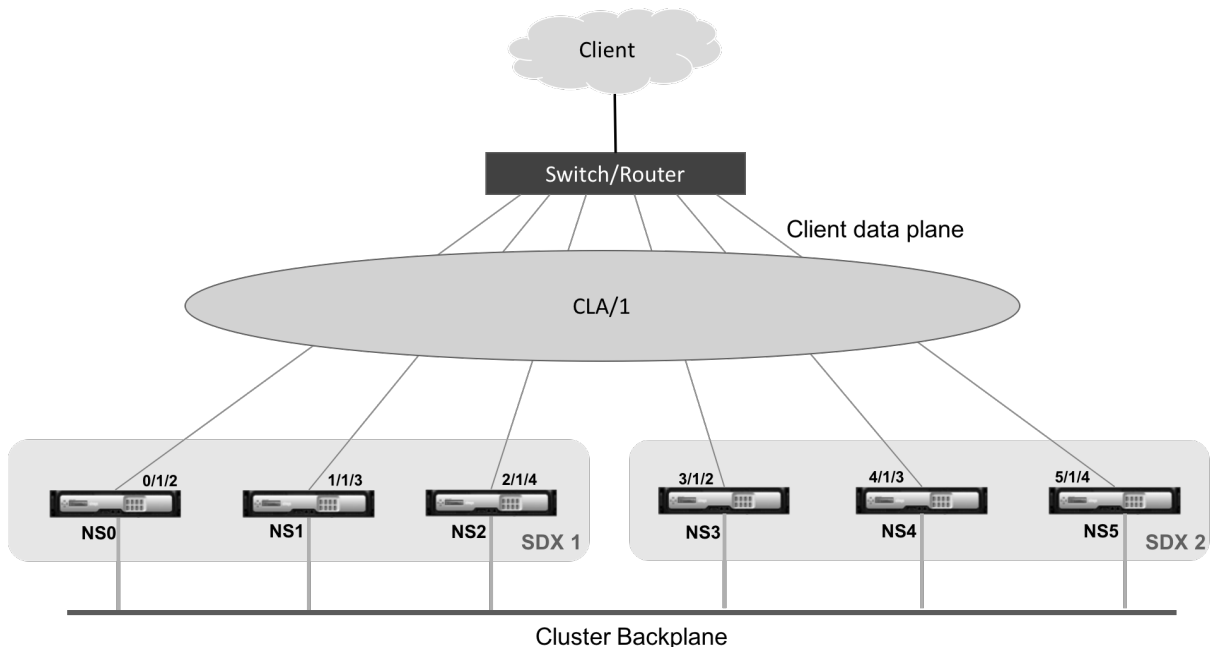 Client
Switch/Router
Client data plane
CLA/1
0/1/2
1/1/3
2/1/4
3/1/2
4/1/3
5/1/4
NS0
NS1
NS2
SDX 1
NS3
NS4
NS5
SDX 2
Cluster Backplane